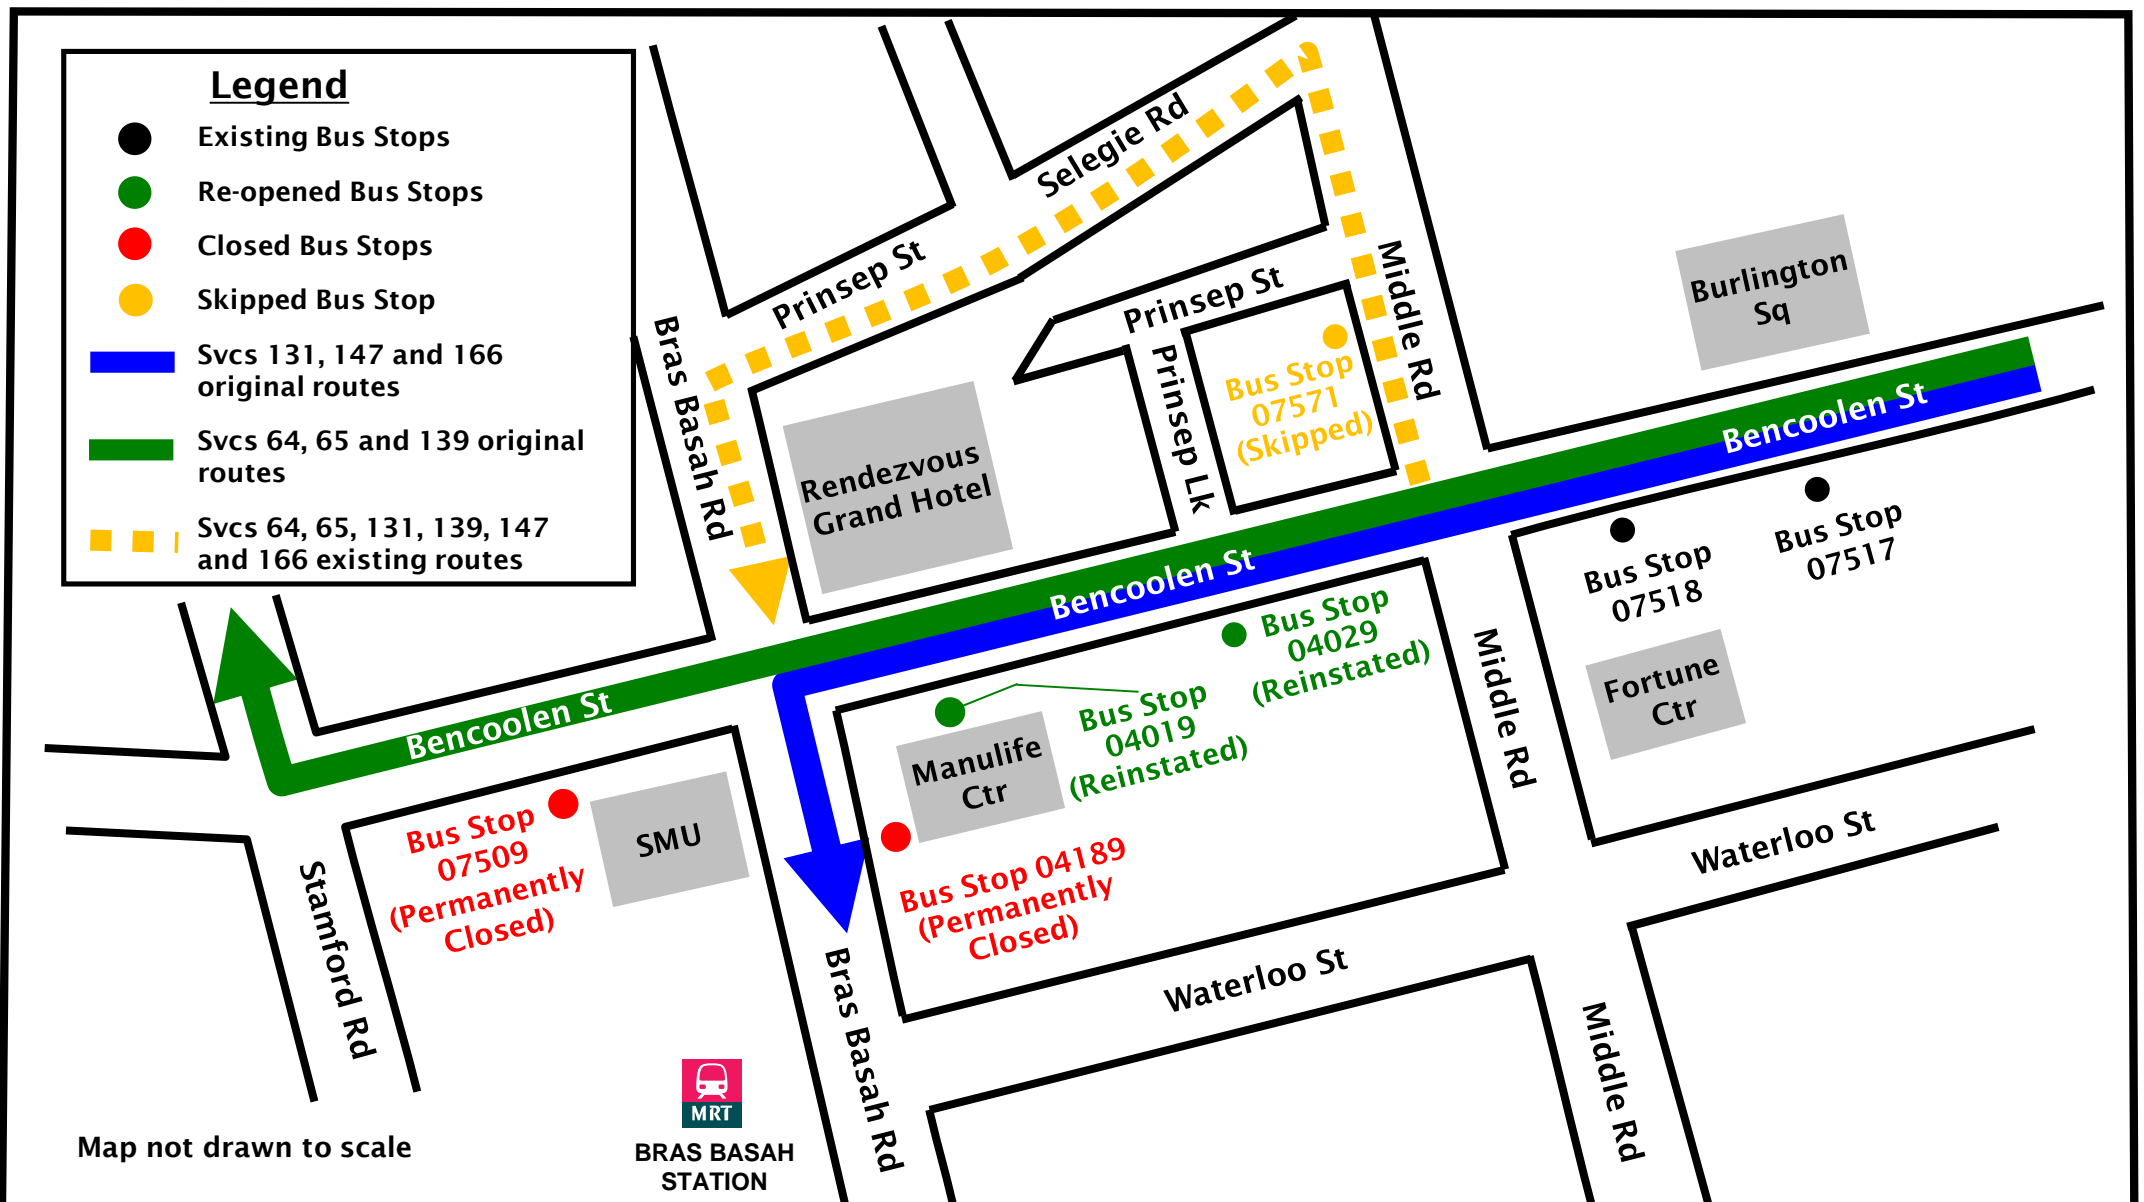 Legend
Existing Bus Stops
Re-opened Bus Stops
Closed Bus Stops
Skipped Bus Stop
Svcs 131, 147 and 166
original routes
Svcs 64, 65 and 139 original
routes
Svcs 64, 65, 131, 139, 147
and 166 existing routes
Selegie Rd
Prinsep St
Prinsep St
Middle Rd
Burlington
Sq
Bras Basah Rd
Prinsep Lk
Bus Stop
07571
(Skipped)
Rendezvous
Grand Hotel
Bencoolen St
Bus Stop
07517
Bus Stop
07518
Bencoolen St
Bus Stop
04029
(Reinstated)
Middle Rd
Fortune
Ctr
Bencoolen St
Bus Stop
04019
(Reinstated)
Manulife
Ctr
SMU
Bus Stop
07509
(Permanently
Closed)
Bus Stop 04189
(Permanently
Closed)
Waterloo St
Stamford Rd
Waterloo St
Bras Basah Rd
Middle Rd
MRT
BRAS BASAH
STATION
Map not drawn to scale